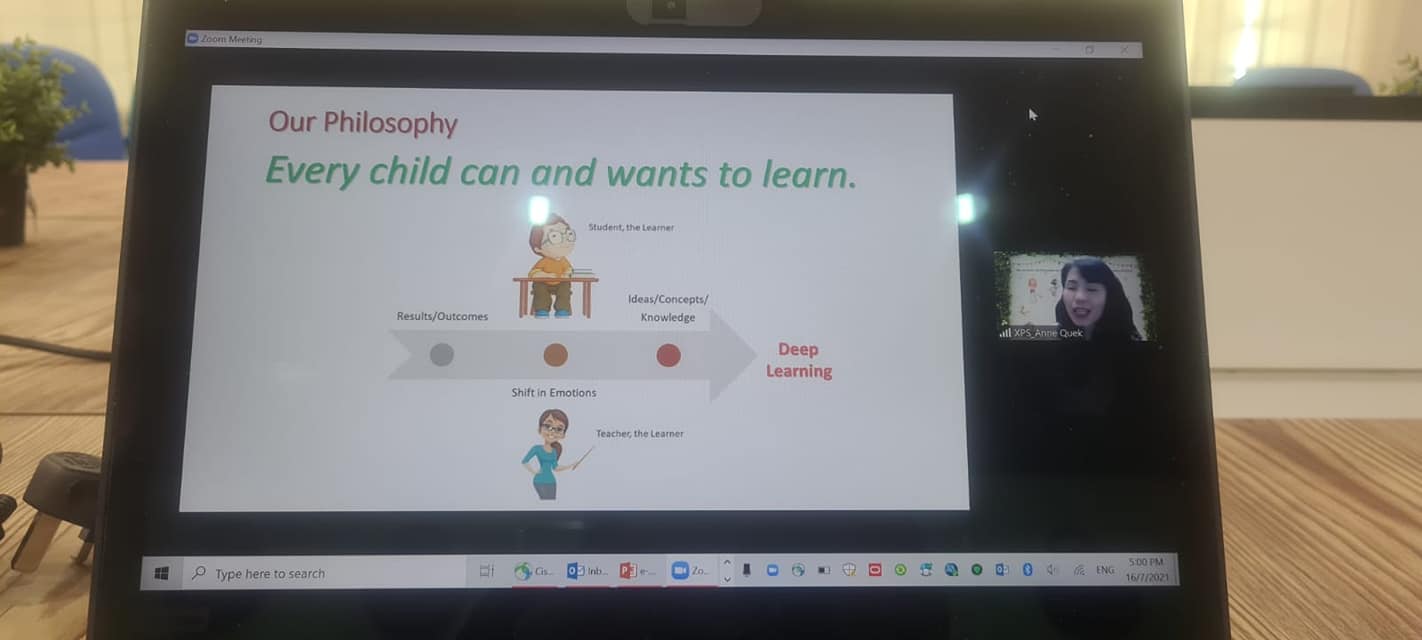 Zoom Meeting
Our Philosophy
Every child can and wants to learn.
Student, the Learner
Results/Outcomes
Ideas/Concepts/
Knowledge
Deep
Learning
Shift in Emotions
Teacher, the Learner
XPS_Anne Quek
Type here to search
Cis...
Inb...
e-...
Zo...
ENG
5:00 PM
16/7/2021